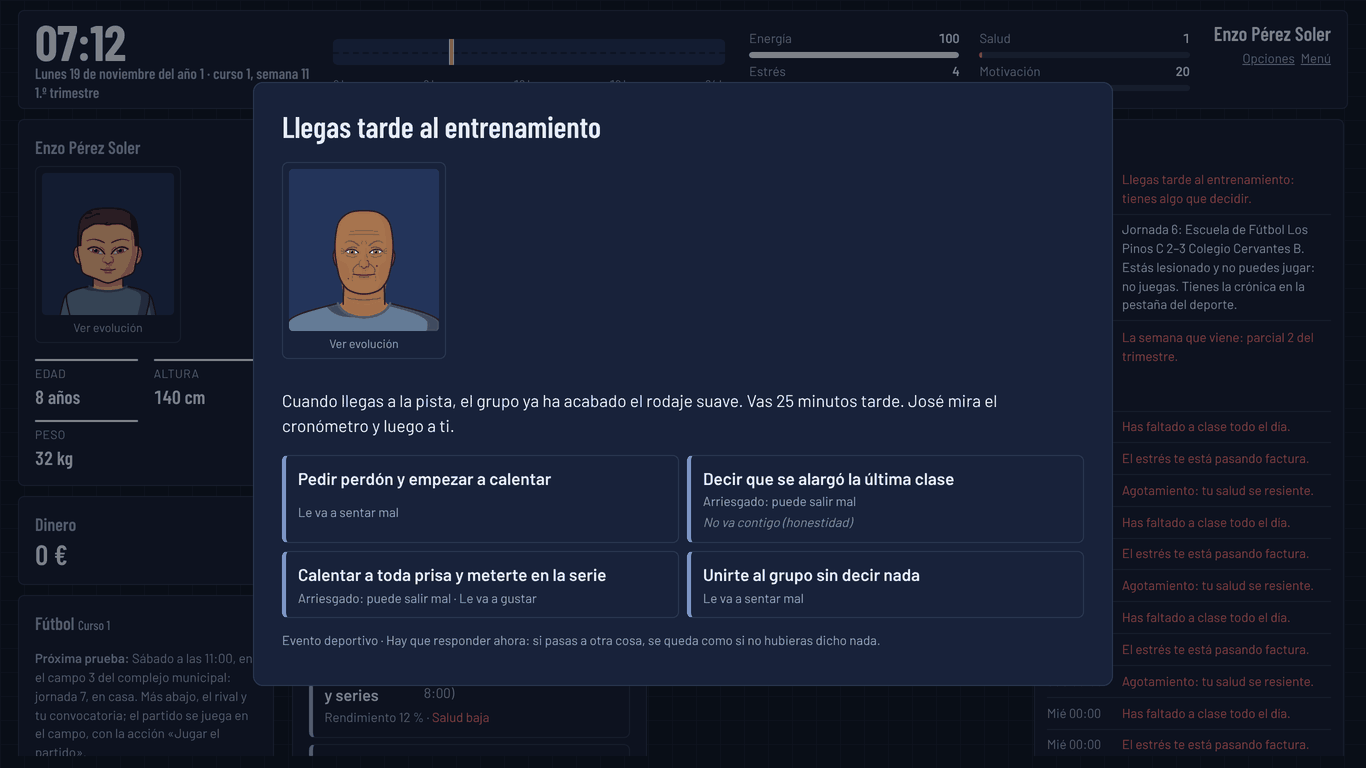 07:12
Lunes 19 de noviembre del año 1 · curso 1, semana 11
1.º trimestre
Energía 100
Estrés 4
Salud 1
Motivación 20
Enzo Pérez Soler
Opciones Menú
Enzo Pérez Soler
Ver evolución
EDAD
8 años
ALTURA
140 cm
PESO
32 kg
Dinero
0 €
Fútbol Curso 1
Próxima prueba: Sábado a las 11:00, en
el campo 3 del complejo municipal:
jornada 7, en casa. Más abajo, el rival y
tu convocatoria; el partido se juega en
el campo, con la acción «Jugar el
partido».
Llegas tarde al entrenamiento
Ver evolución
Cuando llegas a la pista, el grupo ya ha acabado el rodaje suave. Vas 25 minutos tarde. José mira el
cronómetro y luego a ti.
Pedir perdón y empezar a calentar
Le va a sentar mal
Decir que se alargó la última clase
Arriesgado: puede salir mal
No va contigo (honestidad)
Calentar a toda prisa y meterte en la serie
Arriesgado: puede salir mal · Le va a gustar
Unirte al grupo sin decir nada
Le va a sentar mal
Evento deportivo · Hay que responder ahora: si pasas a otra cosa, se queda como si no hubieras dicho nada.
y series
8:00)
Rendimiento 12 % · Salud baja
Llegas tarde al entrenamiento:
tienes algo que decidir.
Jornada 6: Escuela de Fútbol Los
Pinos C 2–3 Colegio Cervantes B.
Estás lesionado y no puedes jugar:
no juegas. Tienes la crónica en la
pestaña del deporte.
La semana que viene: parcial 2 del
trimestre.
Has faltado a clase todo el día.
El estrés te está pasando factura.
Agotamiento: tu salud se resiente.
Has faltado a clase todo el día.
El estrés te está pasando factura.
Agotamiento: tu salud se resiente.
Has faltado a clase todo el día.
El estrés te está pasando factura.
Agotamiento: tu salud se resiente.
Mié 00:00 Has faltado a clase todo el día.
Mié 00:00 El estrés te está pasando factura.